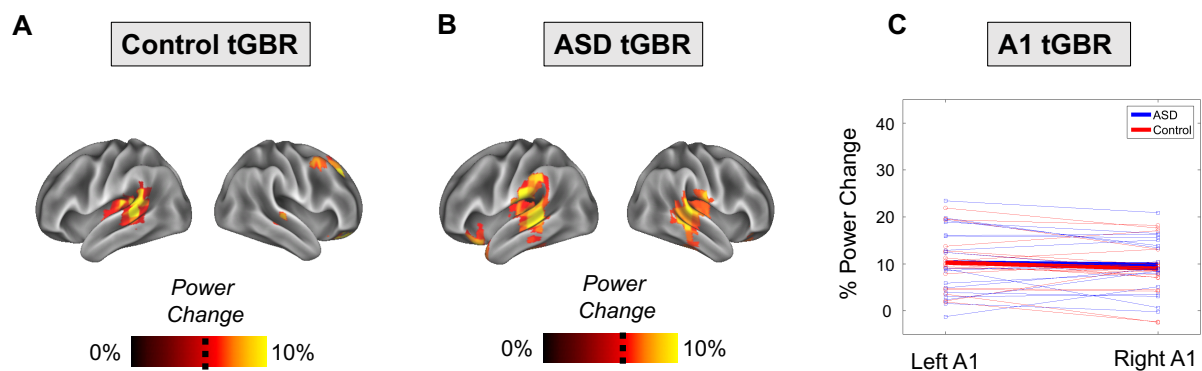 A
Control tGBR
Power
Change
0%
10%
B
ASD tGBR
Power
Change
0%
10%
C
A1 tGBR
% Power Change
40
30
20
10
0
ASD
Control
Left A1
Right A1